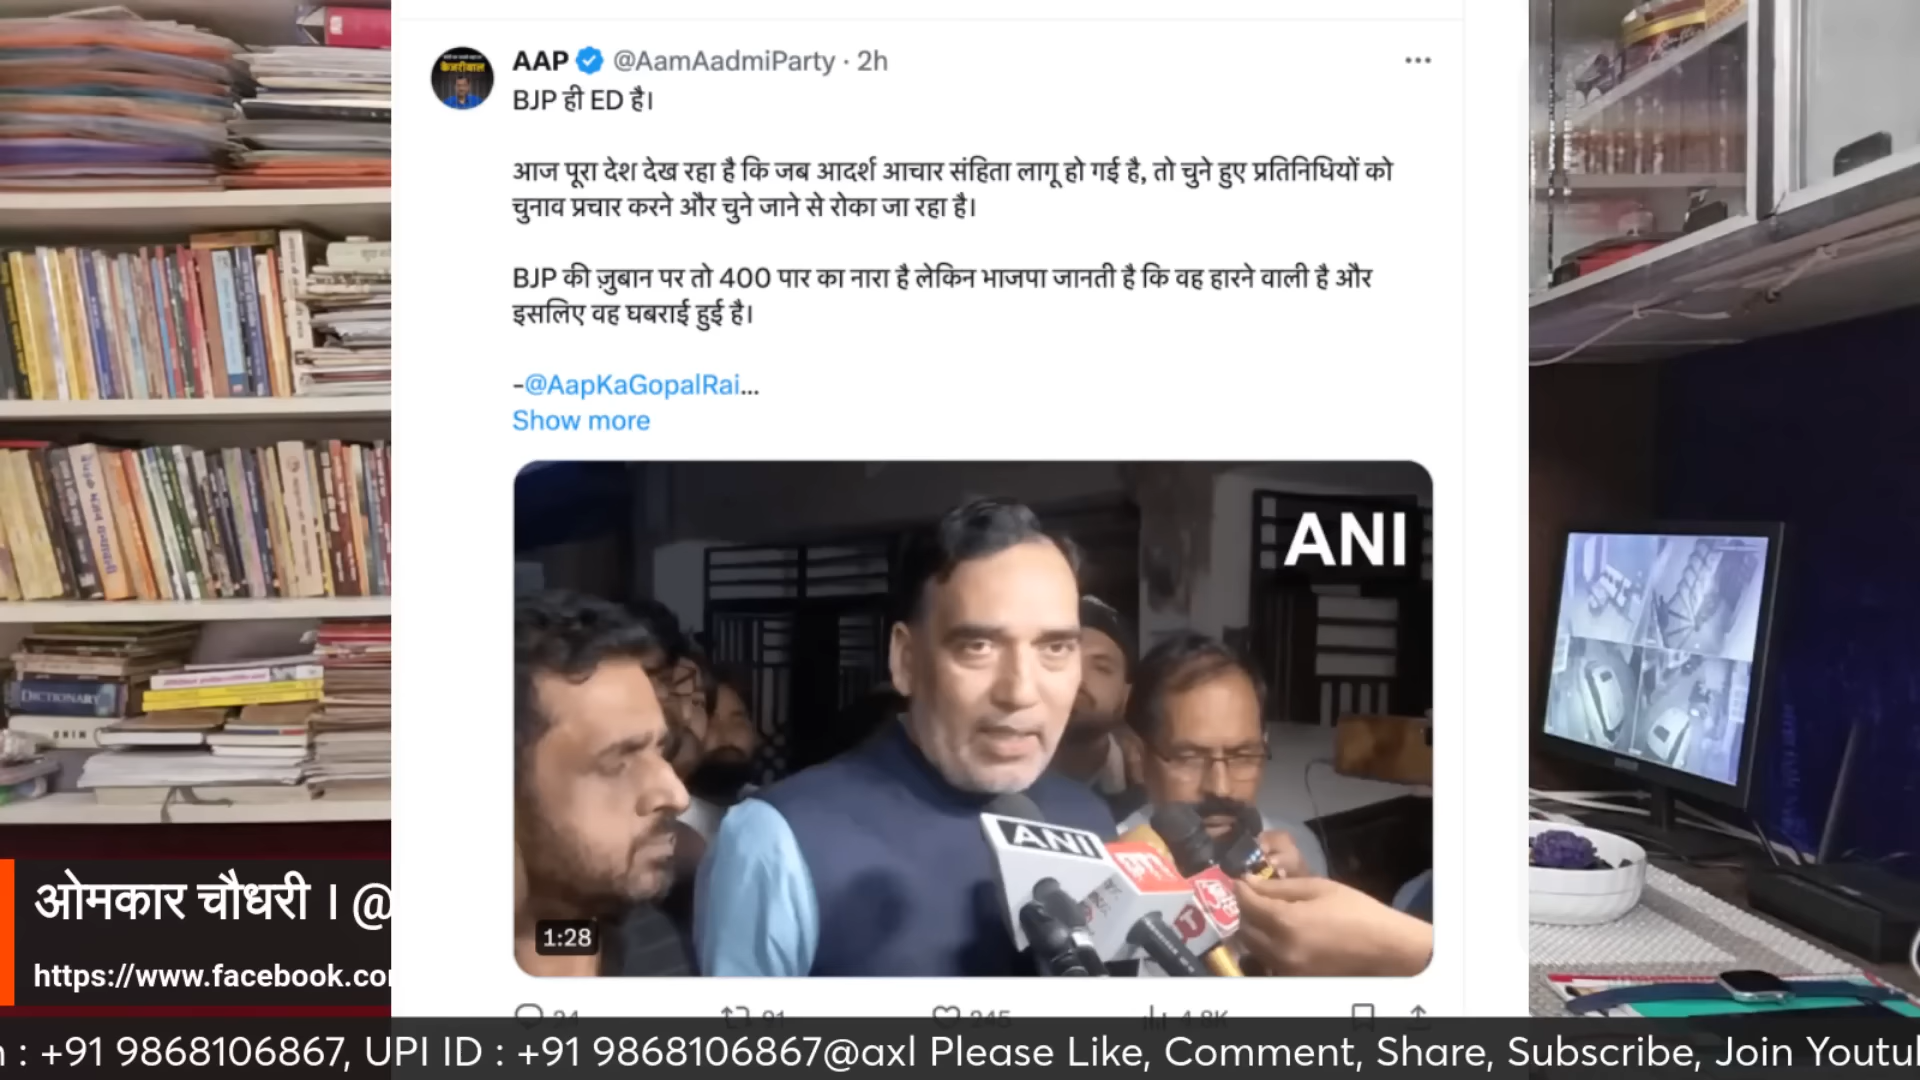 AAP @AamAadmiParty · 2h
BJP ही ED है।
आज पूरा देश देख रहा है कि जब आदर्श आचार संहिता लागू हो गई है, तो चुने हुए प्रतिनिधियों को
चुनाव प्रचार करने और चुने जाने से रोका जा रहा है।
BJP की ज़ुबान पर तो 400 पार का नारा है लेकिन भाजपा जानती है कि वह हारने वाली है और
इसलिए वह घबराई हुई है।
-@AapKaGopalRai...
Show more
ANI
ANI
1:28
DICTIONARY
ओमकार चौधरी । @
https://www.facebook.co
: +91 9868106867, UPI ID : +91 9868106867@axl Please Like, Comment, Share, Subscribe, Join Youtu